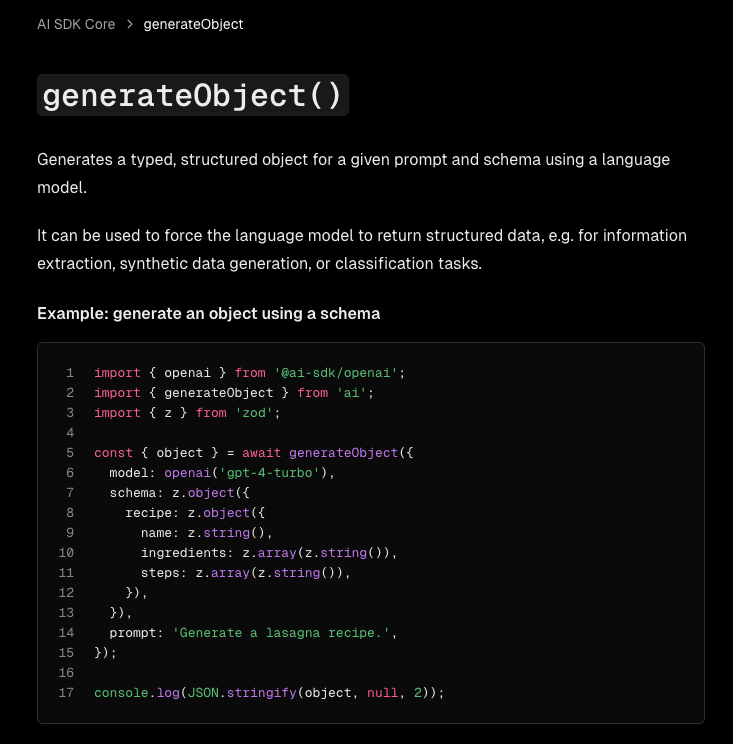 AI SDK Core > generateObject
generateObject()
Generates a typed, structured object for a given prompt and schema using a language
model.
It can be used to force the language model to return structured data, e.g. for information
extraction, synthetic data generation, or classification tasks.
Example: generate an object using a schema
1 import { openai } from '@ai-sdk/openai';
2 import { generateObject } from 'ai';
3 import { z } from 'zod';
4
5 const { object } = await generateObject({
6   model: openai('gpt-4-turbo'),
7   schema: z.object({
8     recipe: z.object({
9       name: z.string(),
10       ingredients: z.array(z.string()),
11       steps: z.array(z.string()),
12     }),
13   }),
14   prompt: 'Generate a lasagna recipe.',
15 });
16
17 console.log(JSON.stringify(object, null, 2));